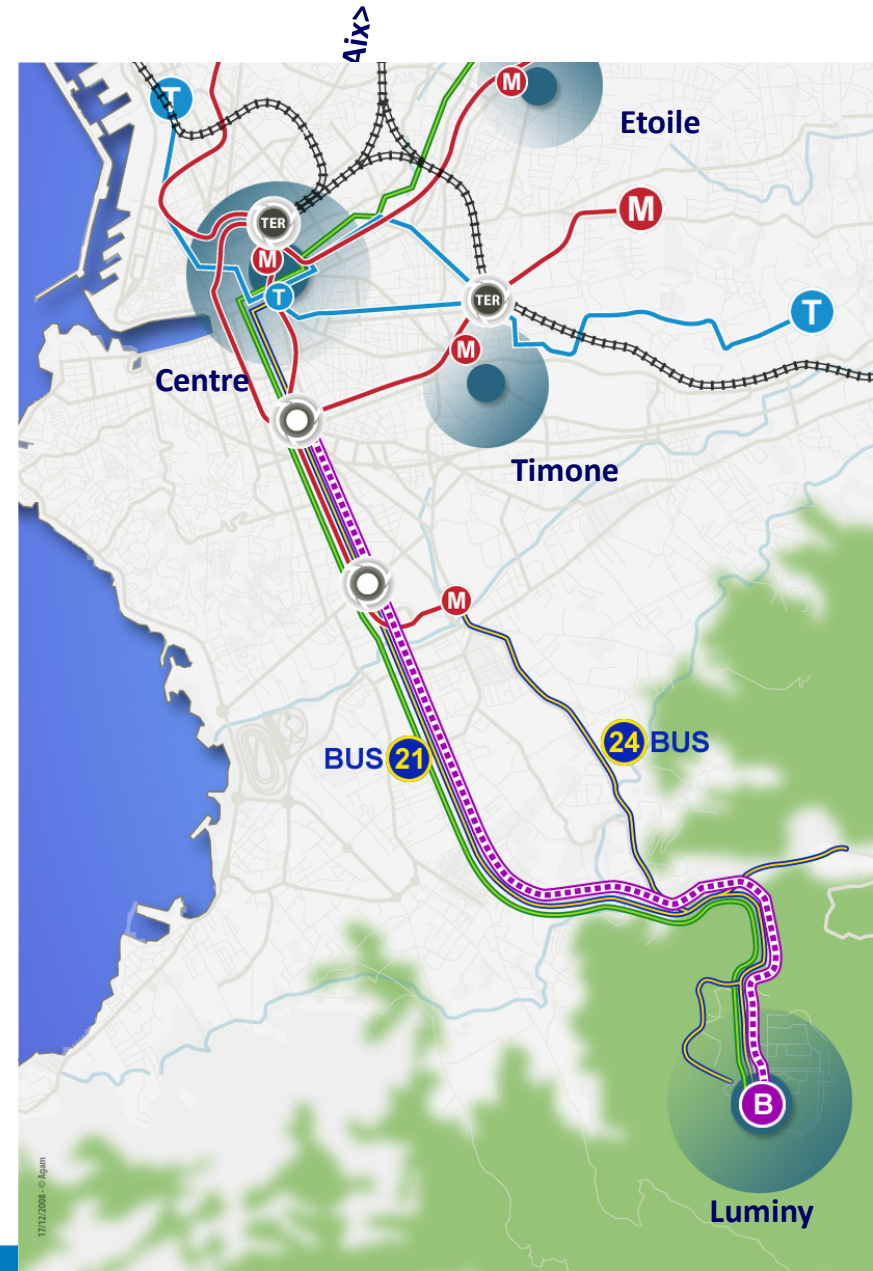 Aix>
T
M
Etoile
TER
M
M
T
TER
T
M
Centre
Timone
M
24 BUS
BUS 21
B
Luminy
17/12/2008 - © Agam